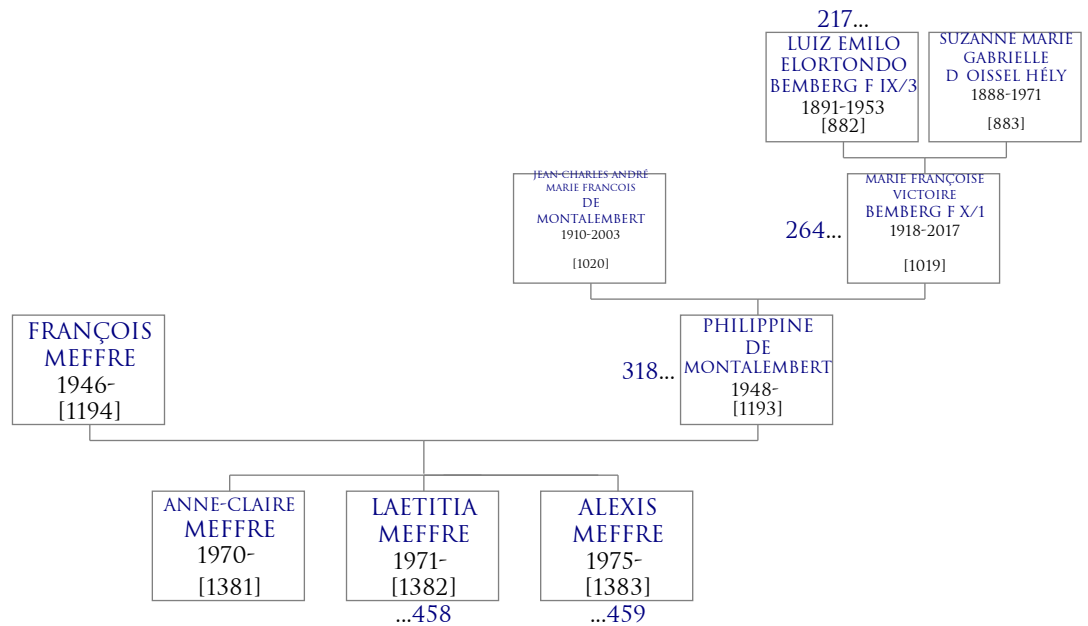 217...
LUIZ EMILO
ELORTONDO
BEMBERG F IX/3
1891-1953
[882]
SUZANNE MARIE
GABRIELLE
D OISSEL HÉLY
1888-1971
[883]
JEAN-CHARLES ANDRÉ
MARIE FRANCOIS
DE
MONTALEMBERT
1910-2003
[1020]
264...
MARIE FRANÇOISE
VICTOIRE
BEMBERG F X/1
1918-2017
[1019]
FRANÇOIS
MEFFRE
1946-
[1194]
318...
PHILIPPINE
DE
MONTALEMBERT
1948-
[1193]
ANNE-CLAIRE
MEFFRE
1970-
[1381]
LAETITIA
MEFFRE
1971-
[1382]
...458
ALEXIS
MEFFRE
1975-
[1383]
...459